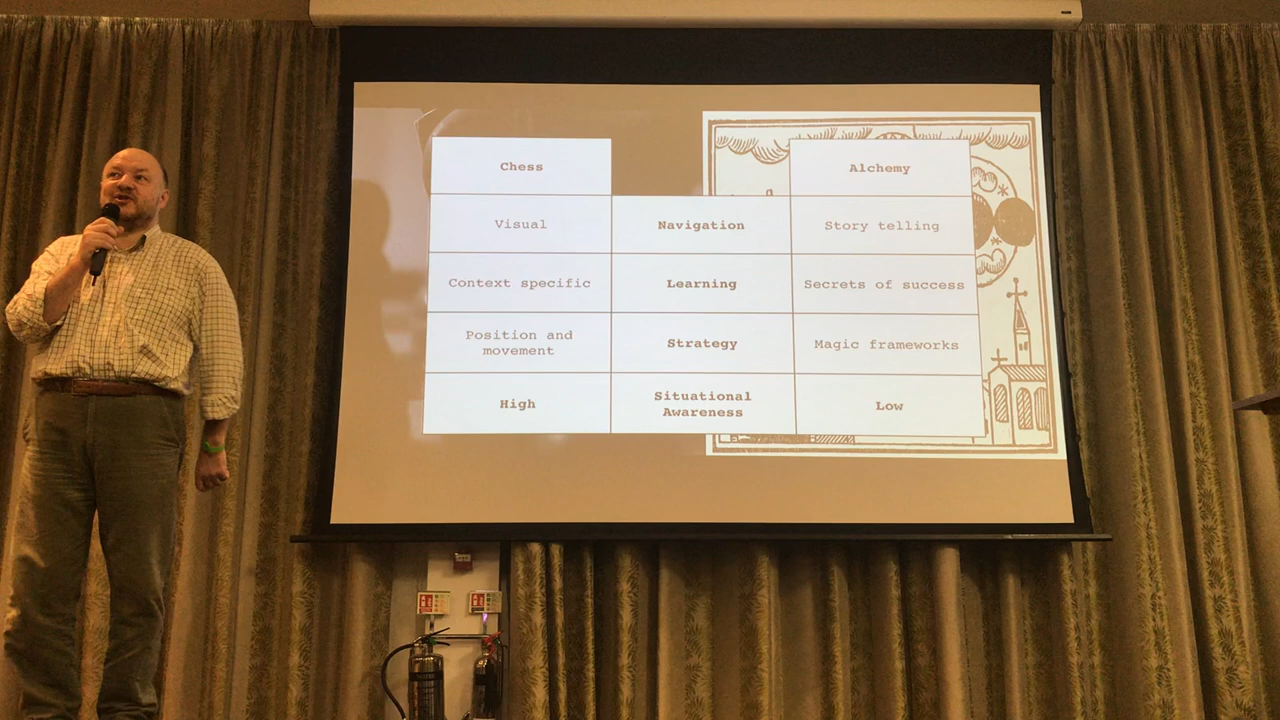 Chess
Alchemy
Visual
Navigation
Story telling
Context specific
Learning
Secrets of success
Position and
movement
Strategy
Magic frameworks
High
Situational
Awareness
Low